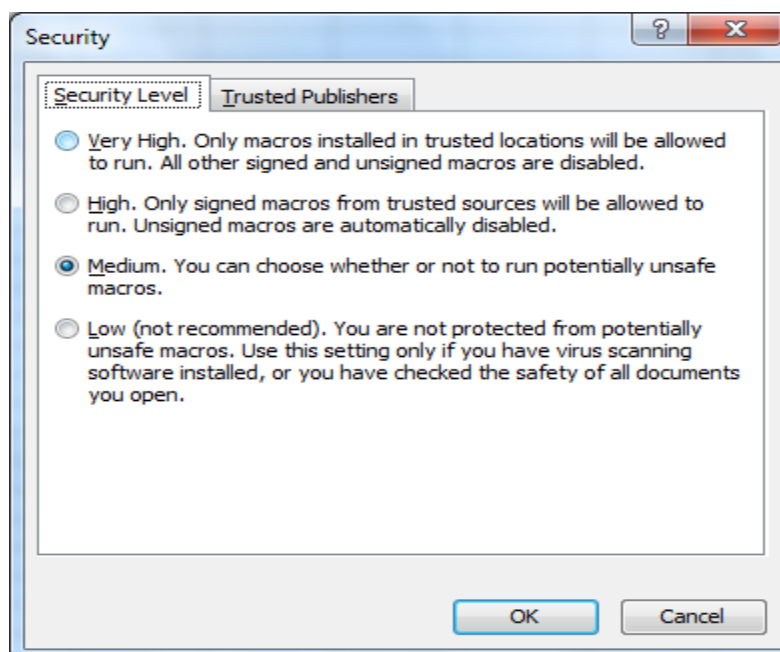 Security
?
X
Security Level
Trusted Publishers
Very High. Only macros installed in trusted locations will be allowed
to run. All other signed and unsigned macros are disabled.
High. Only signed macros from trusted sources will be allowed to
run. Unsigned macros are automatically disabled.
Medium. You can choose whether or not to run potentially unsafe
macros.
Low (not recommended). You are not protected from potentially
unsafe macros. Use this setting only if you have virus scanning
software installed, or you have checked the safety of all documents
you open.
OK
Cancel